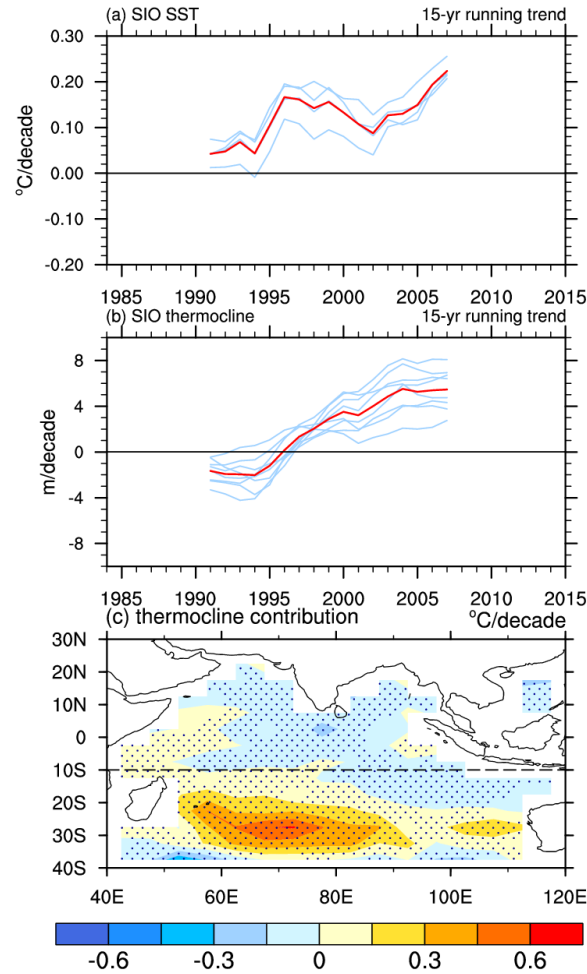 (a) SIO SST 15-yr running trend
0.30
0.20
0.10
0.00
-0.10
-0.20
°C/decade
1985 1990 1995 2000 2005 2010 2015
(b) SIO thermocline 15-yr running trend
8
4
0
-4
-8
m/decade
1985 1990 1995 2000 2005 2010 2015
(c) thermocline contribution °C/decade
30N
20N
10N
0
10S
20S
30S
40S
40E 60E 80E 100E 120E
-0.6 -0.3 0 0.3 0.6